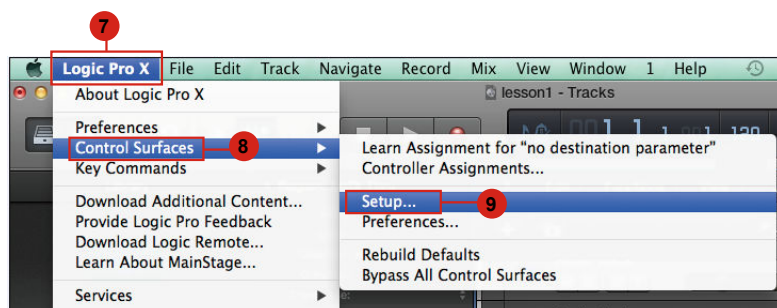 7
Logic Pro X File Edit Track Navigate Record Mix View Window 1 Help
About Logic Pro X
lesson1 - Tracks
Preferences
Control Surfaces 8
Key Commands
Download Additional Content...
Provide Logic Pro Feedback
Download Logic Remote...
Learn About MainStage...
Services
Learn Assignment for "no destination parameter"
Controller Assignments...
Setup... 9
Preferences...
Rebuild Defaults
Bypass All Control Surfaces